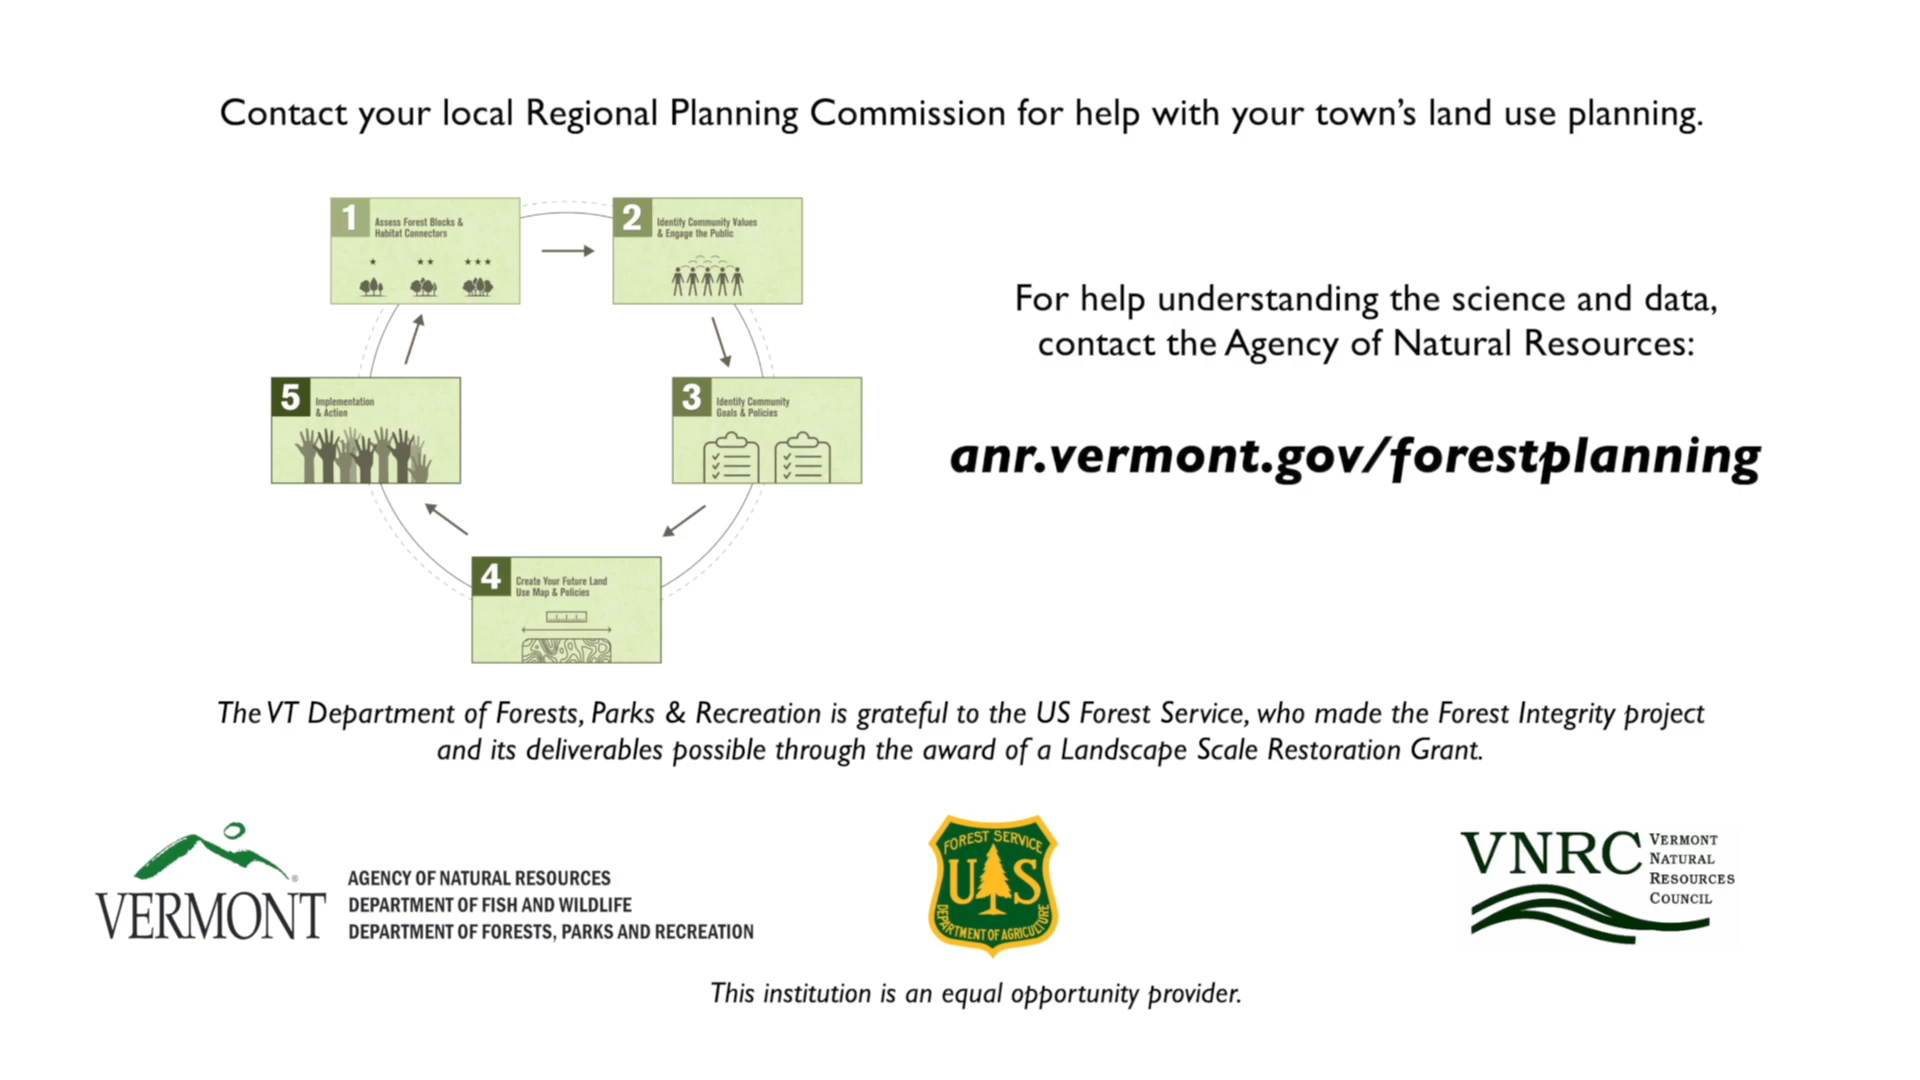 Contact your local Regional Planning Commission for help with your town's land use planning.
1
Assess Forest Blocks &
Habitat Connectors
2
Identify Community Values
& Engage the Public
3
Identify Community
Goals & Policies
4
Create Your Future Land
Use Map & Policies
5
Implementation
& Action
For help understanding the science and data,
contact the Agency of Natural Resources:
anr.vermont.gov/forestplanning
The VT Department of Forests, Parks & Recreation is grateful to the US Forest Service, who made the Forest Integrity project
and its deliverables possible through the award of a Landscape Scale Restoration Grant.
VERMONT
®
AGENCY OF NATURAL RESOURCES
DEPARTMENT OF FISH AND WILDLIFE
DEPARTMENT OF FORESTS, PARKS AND RECREATION
FOREST SERVICE
US
DEPARTMENT OF AGRICULTURE
VNRC
VERMONT
NATURAL
RESOURCES
COUNCIL
This institution is an equal opportunity provider.